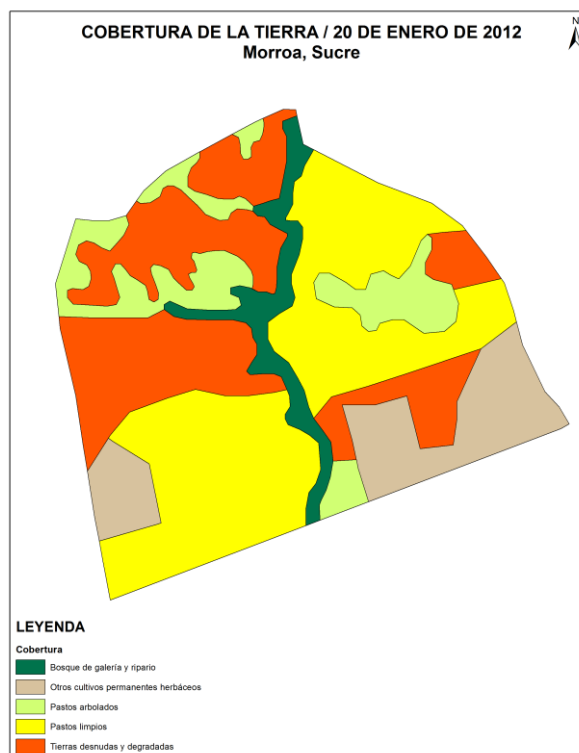 COBERTURA DE LA TIERRA / 20 DE ENERO DE 2012
Morroa, Sucre
N
LEYENDA
Cobertura
Bosque de galería y ripario
Otros cultivos permanentes herbáceos
Pastos arbolados
Pastos limpios
Tierras desnudas y degradadas